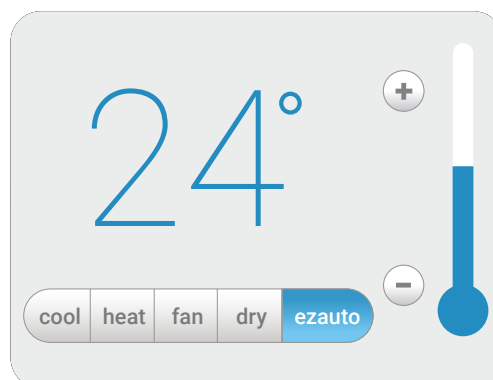 24°
+
−
cool heat fan dry ezauto